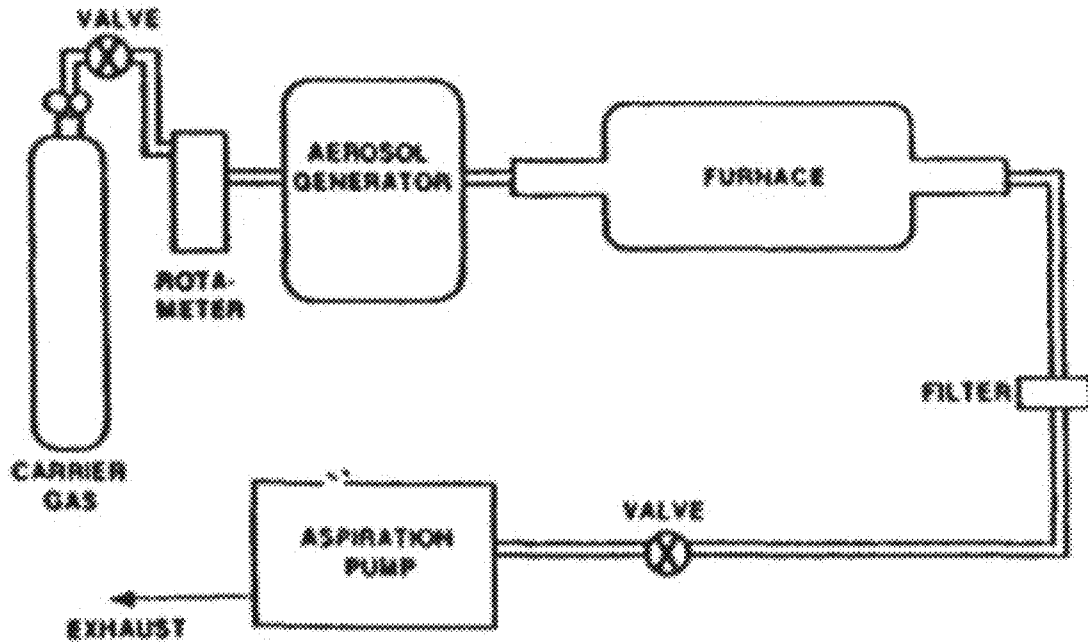 VALVE
AEROSOL
GENERATOR
FURNACE
ROTA-
METER
FILTER
CARRIER
GAS
VALVE
ASPIRATION
PUMP
EXHAUST